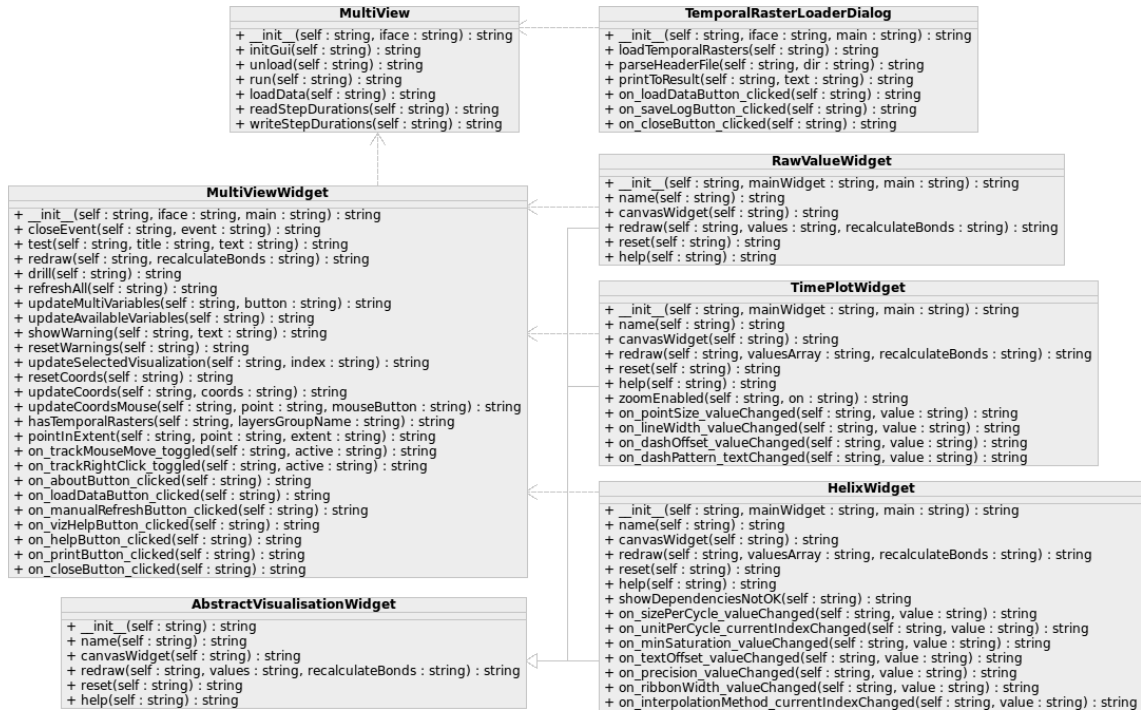 MultiView
+ __init__(self : string, iface : string) : string
+ initGui(self : string) : string
+ unload(self : string) : string
+ run(self : string) : string
+ loadData(self : string) : string
+ readStepDurations(self : string) : string
+ writeStepDurations(self : string) : string
TemporalRasterLoaderDialog
+ __init__(self : string, iface : string, main : string) : string
+ loadTemporalRasters(self : string) : string
+ parseHeaderFile(self : string, dir : string) : string
+ printToResult(self : string, text : string) : string
+ on_loadDataButton_clicked(self : string) : string
+ on_saveLogButton_clicked(self : string) : string
+ on_closeButton_clicked(self : string) : string
MultiViewWidget
+ __init__(self : string, iface : string, main : string) : string
+ closeEvent(self : string, event : string) : string
+ test(self : string, title : string, text : string) : string
+ redraw(self : string, recalculateBonds : string) : string
+ drill(self : string) : string
+ refreshAll(self : string) : string
+ updateMultiVariables(self : string, button : string) : string
+ updateAvailableVariables(self : string) : string
+ showWarning(self : string, text : string) : string
+ resetWarnings(self : string) : string
+ updateSelectedVisualization(self : string, index : string) : string
+ resetCoords(self : string) : string
+ updateCoords(self : string, coords : string) : string
+ updateCoordsMouse(self : string, point : string, mouseButton : string) : string
+ hasTemporalRasters(self : string, layersGroupName : string) : string
+ pointInExtent(self : string, point : string, extent : string) : string
+ on_trackMouseMove_toggled(self : string, active : string) : string
+ on_trackRightClick_toggled(self : string, active : string) : string
+ on_aboutButton_clicked(self : string) : string
+ on_loadDataButton_clicked(self : string) : string
+ on_manualRefreshButton_clicked(self : string) : string
+ on_vizHelpButton_clicked(self : string) : string
+ on_helpButton_clicked(self : string) : string
+ on_printButton_clicked(self : string) : string
+ on_closeButton_clicked(self : string) : string
RawValueWidget
+ __init__(self : string, mainWidget : string, main : string) : string
+ name(self : string) : string
+ canvasWidget(self : string) : string
+ redraw(self : string, values : string, recalculateBonds : string) : string
+ reset(self : string) : string
+ help(self : string) : string
TimePlotWidget
+ __init__(self : string, mainWidget : string, main : string) : string
+ name(self : string) : string
+ canvasWidget(self : string) : string
+ redraw(self : string, valuesArray : string, recalculateBonds : string) : string
+ reset(self : string) : string
+ help(self : string) : string
+ zoomEnabled(self : string, on : string) : string
+ on_pointSize_valueChanged(self : string, value : string) : string
+ on_lineWidth_valueChanged(self : string, value : string) : string
+ on_dashOffset_valueChanged(self : string, value : string) : string
+ on_dashPattern_textChanged(self : string, value : string) : string
HelixWidget
+ __init__(self : string, mainWidget : string, main : string) : string
+ name(self : string) : string
+ canvasWidget(self : string) : string
+ redraw(self : string, valuesArray : string, recalculateBonds : string) : string
+ reset(self : string) : string
+ help(self : string) : string
+ showDependenciesNotOK(self : string) : string
+ on_sizePerCycle_valueChanged(self : string, value : string) : string
+ on_unitPerCycle_currentIndexChanged(self : string, value : string) : string
+ on_minSaturation_valueChanged(self : string, value : string) : string
+ on_textOffset_valueChanged(self : string, value : string) : string
+ on_precision_valueChanged(self : string, value : string) : string
+ on_ribbonWidth_valueChanged(self : string, value : string) : string
+ on_interpolationMethod_currentIndexChanged(self : string, value : string) : string
AbstractVisualisationWidget
+ __init__(self : string) : string
+ name(self : string) : string
+ canvasWidget(self : string) : string
+ redraw(self : string, values : string, recalculateBonds : string) : string
+ reset(self : string) : string
+ help(self : string) : string